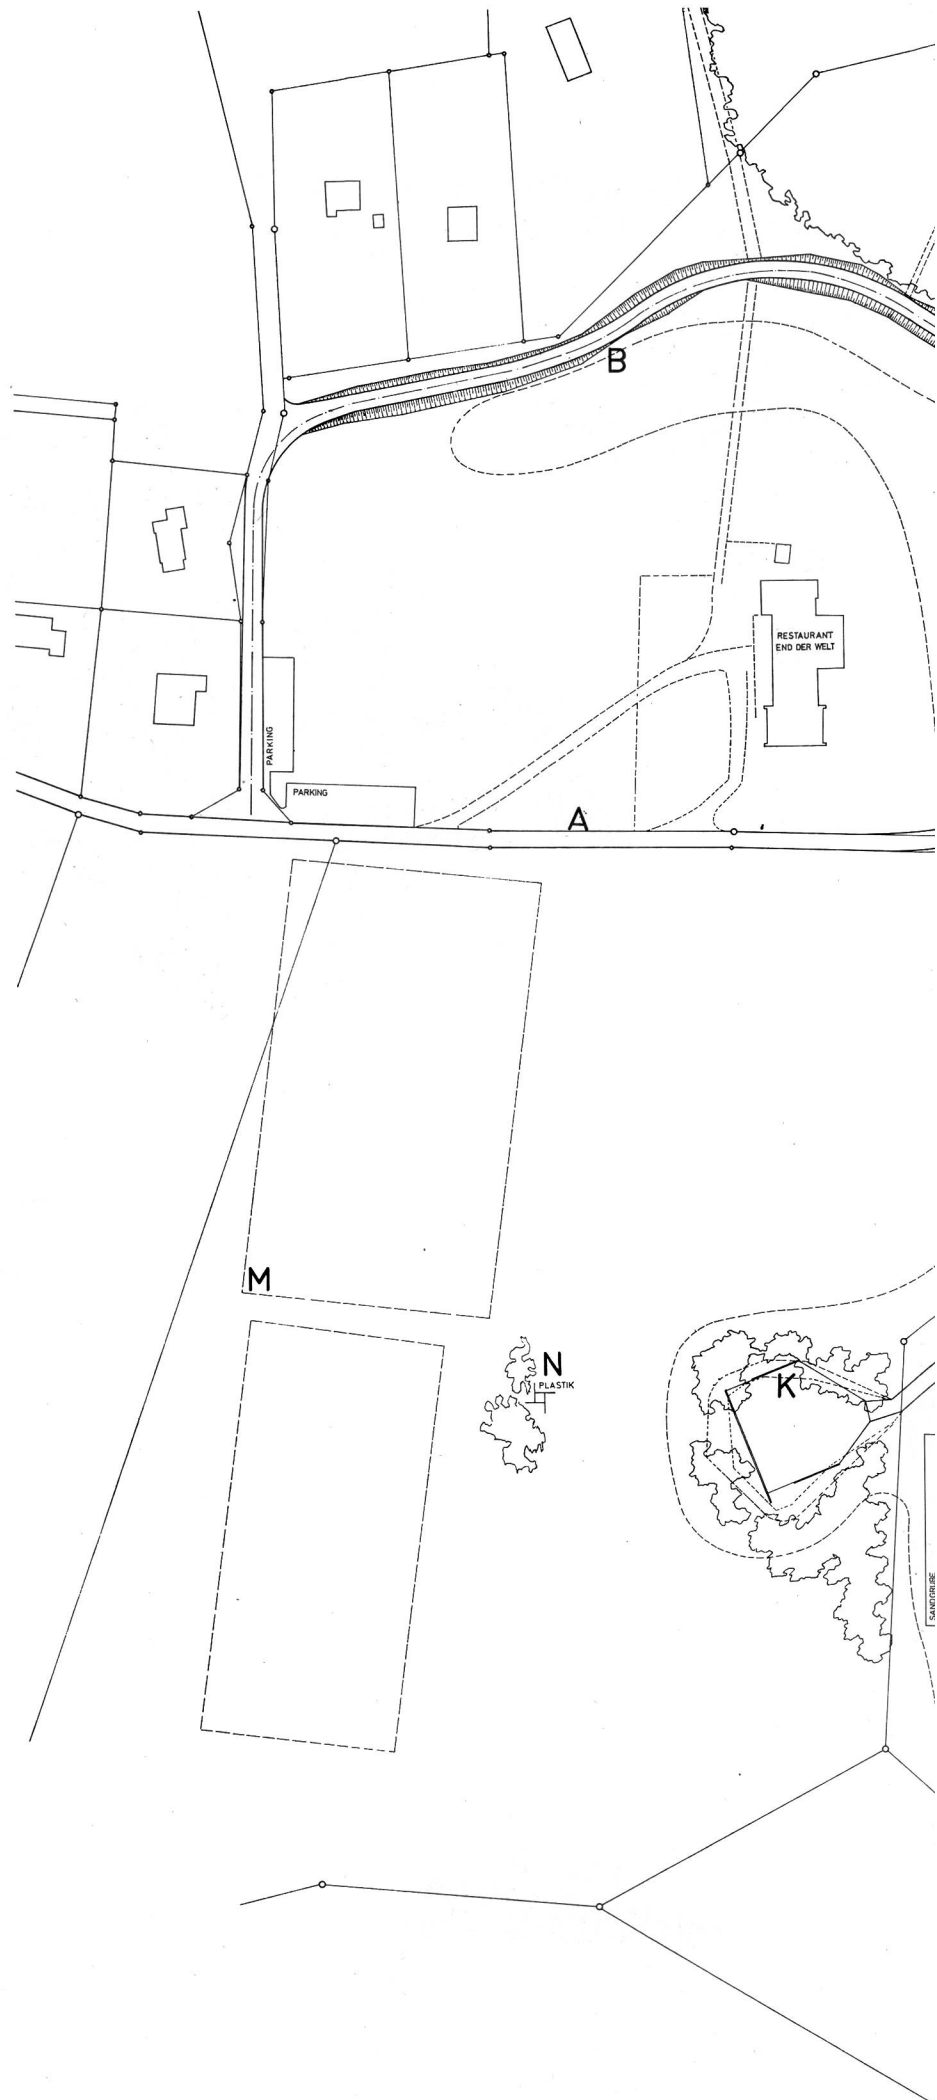 B
RESTAURANT
END DER WELT
PARKING
PARKING
A
M
N
PLASTIK
K
SANDGRUBE